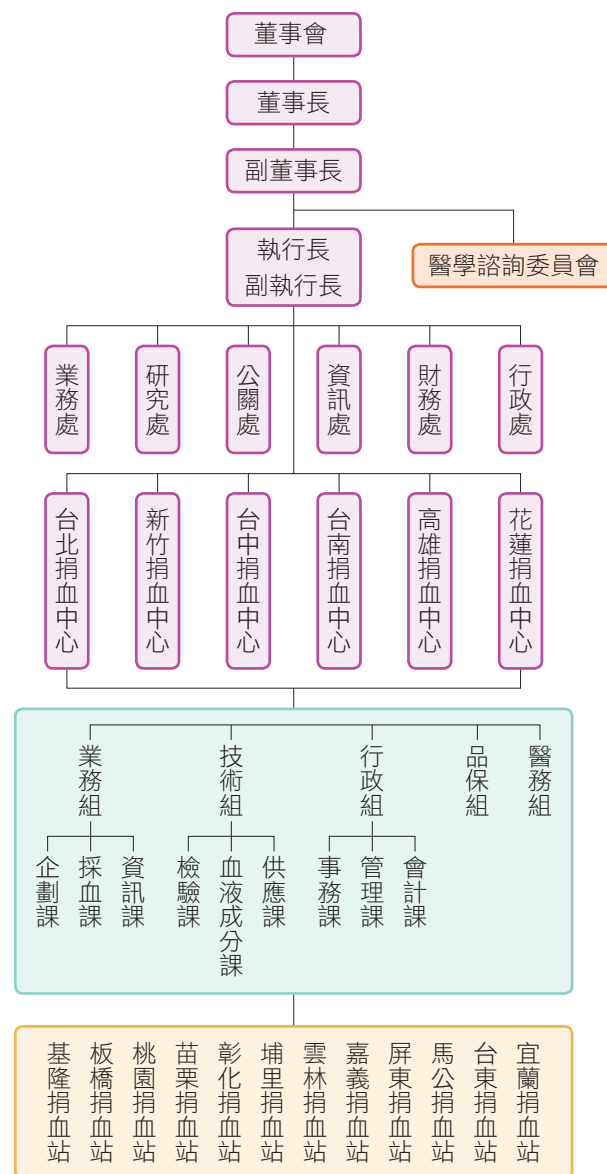 董事會
董事長
副董事長
執行長
副執行長
醫學諮詢委員會
業務處
研究處
公關處
資訊處
財務處
行政處
台北捐血中心
新竹捐血中心
台中捐血中心
台南捐血中心
高雄捐血中心
花蓮捐血中心
業務組
技術組
行政組
品保組
醫務組
企劃課
採血課
資訊課
檢驗課
血液成分課
供應課
事務課
管理課
會計課
基隆捐血站
板橋捐血站
桃園捐血站
苗栗捐血站
彰化捐血站
埔里捐血站
雲林捐血站
嘉義捐血站
屏東捐血站
馬公捐血站
台東捐血站
宜蘭捐血站